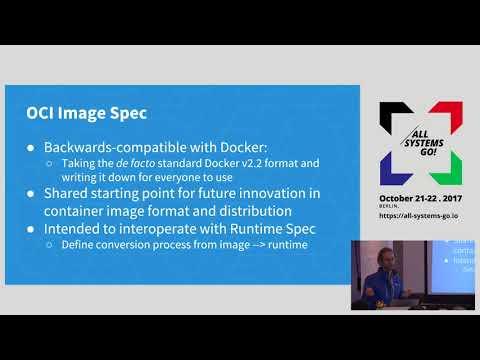 OCI Image Spec
● Backwards-compatible with Docker:
○ Taking the de facto standard Docker v2.2 format and
writing it down for everyone to use
● Shared starting point for future innovation in
container image format and distribution
● Intended to interoperate with Runtime Spec
○ Define conversion process from image --> runtime
ALL
SYSTEMS
GO!
October 21-22 . 2017
BERLIN.
https://all-systems-go.io